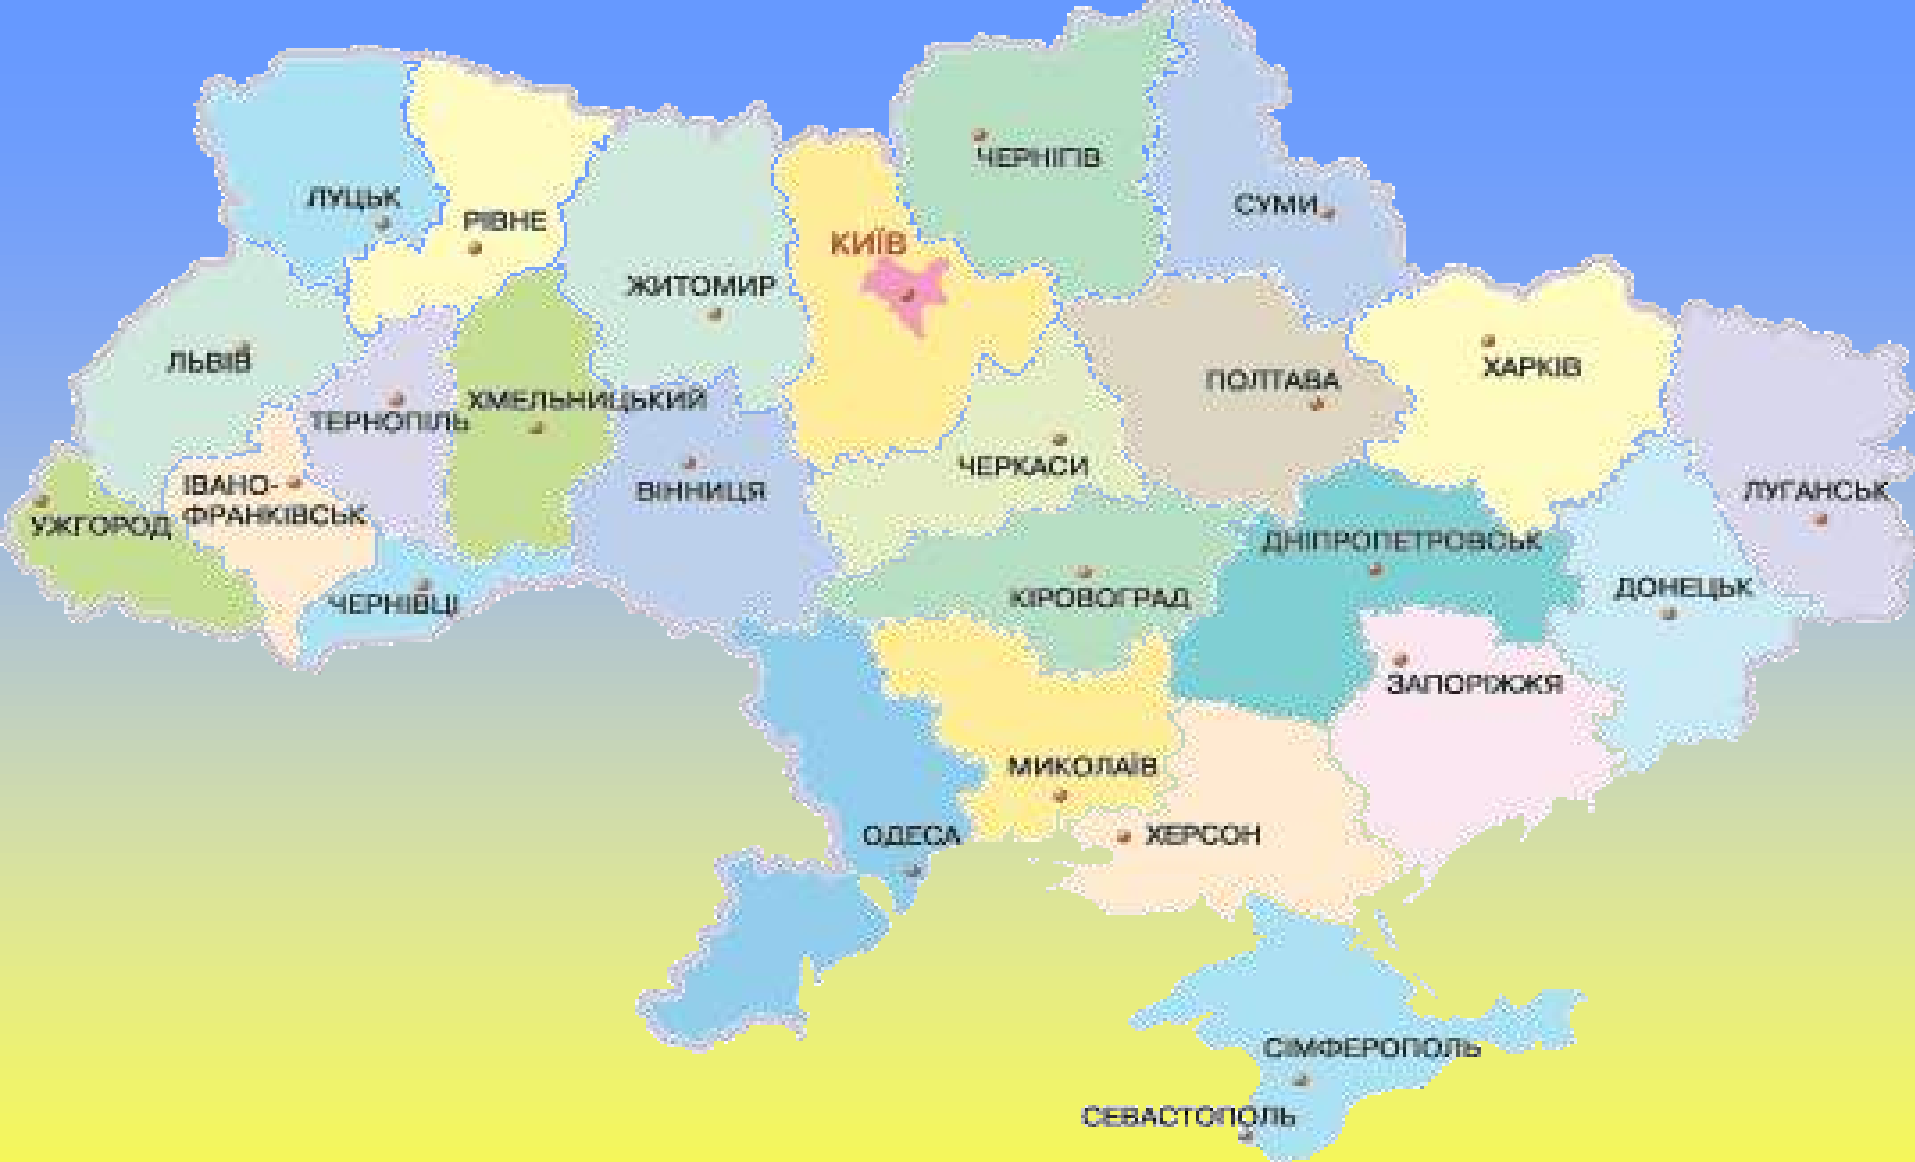 ЧЕРНІГІВ
ЛУЦЬК
СУМИ
РІВНЕ
КИЇВ
ЖИТОМИР
ЛЬВІВ
ХАРКІВ
ПОЛТАВА
ХМЕЛЬНИЦЬКИЙ
ТЕРНОПІЛЬ
ЧЕРКАСИ
ІВАНО-
ФРАНКІВСЬК
ВІННИЦЯ
ЛУГАНСЬК
УЖГОРОД
ДНІПРОПЕТРОВСЬК
ДОНЕЦЬК
КІРОВОГРАД
ЧЕРНІВЦІ
ЗАПОРІЖЖЯ
МИКОЛАЇВ
ОДЕСА
ХЕРСОН
СІМФЕРОПОЛЬ
СЕВАСТОПОЛЬ